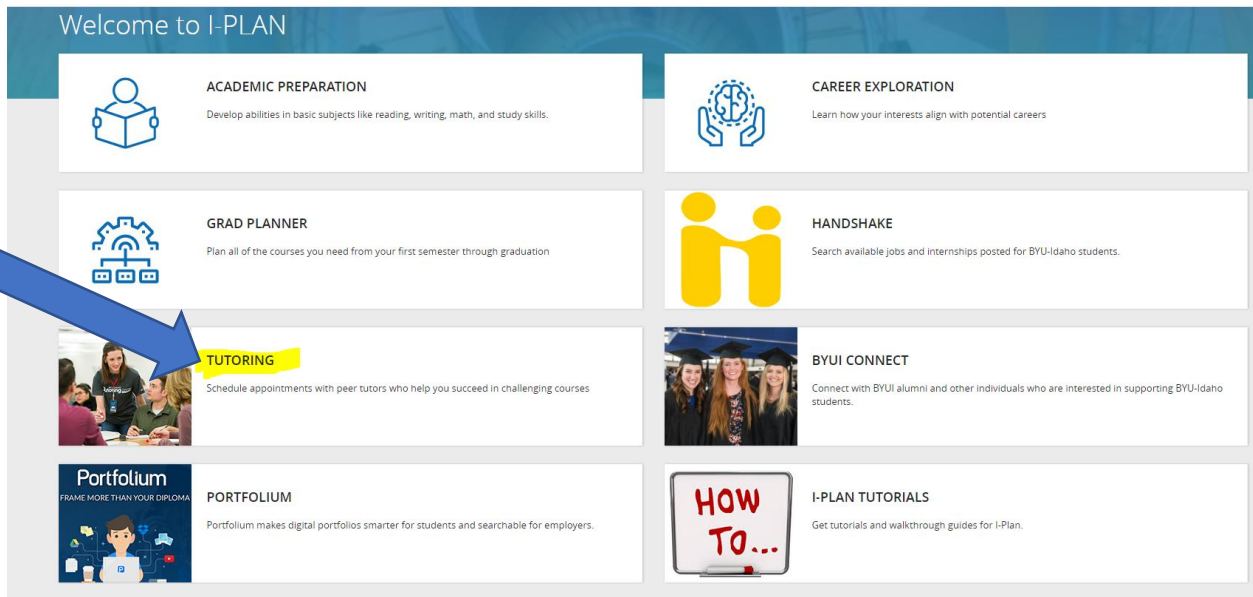 Welcome to I-PLAN
ACADEMIC PREPARATION
Develop abilities in basic subjects like reading, writing, math, and study skills.
CAREER EXPLORATION
Learn how your interests align with potential careers
GRAD PLANNER
Plan all of the courses you need from your first semester through graduation
HANDSHAKE
Search available jobs and internships posted for BYU-Idaho students.
TUTORING
Schedule appointments with peer tutors who help you succeed in challenging courses
BYUI CONNECT
Connect with BYUI alumni and other individuals who are interested in supporting BYU-Idaho
students.
Portfolium
FRAME MORE THAN YOUR DIPLOMA
PORTFOLIUM
Portfolium makes digital portfolios smarter for students and searchable for employers.
HOW
TO...
I-PLAN TUTORIALS
Get tutorials and walkthrough guides for I-Plan.